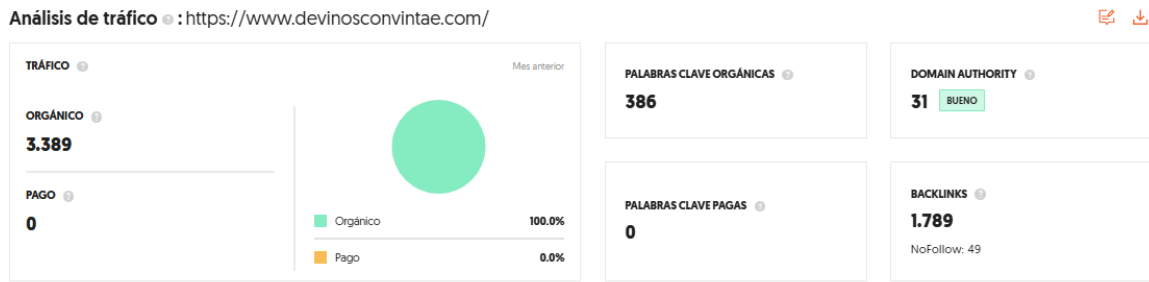 Análisis de tráfico : https://www.devinosconvintae.com/
TRÁFICO
Mes anterior
ORGÁNICO
3.389
PAGO
0
Orgánico 100.0%
Pago 0.0%
PALABRAS CLAVE ORGÁNICAS
386
DOMAIN AUTHORITY
31 BUENO
PALABRAS CLAVE PAGAS
0
BACKLINKS
1.789
NoFollow: 49